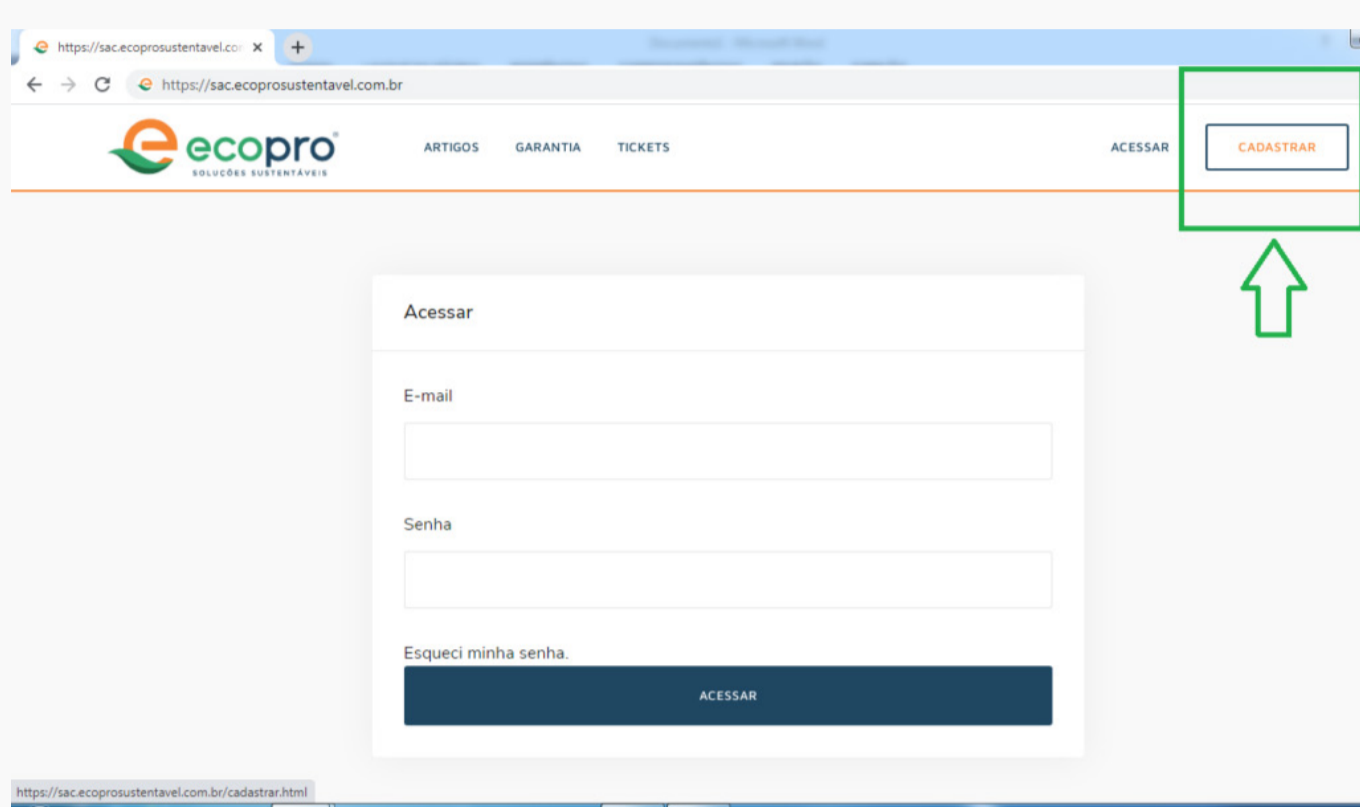 https://sac.ecoprosustentavel.cor
https://sac.ecoprosustentavel.com.br
ecopro
SOLUÇÕES SUSTENTÁVEIS
ARTIGOS GARANTIA TICKETS ACESSAR CADASTRAR
Acessar
E-mail
Senha
Esqueci minha senha.
ACESSAR
https://sac.ecoprosustentavel.com.br/cadastrar.html